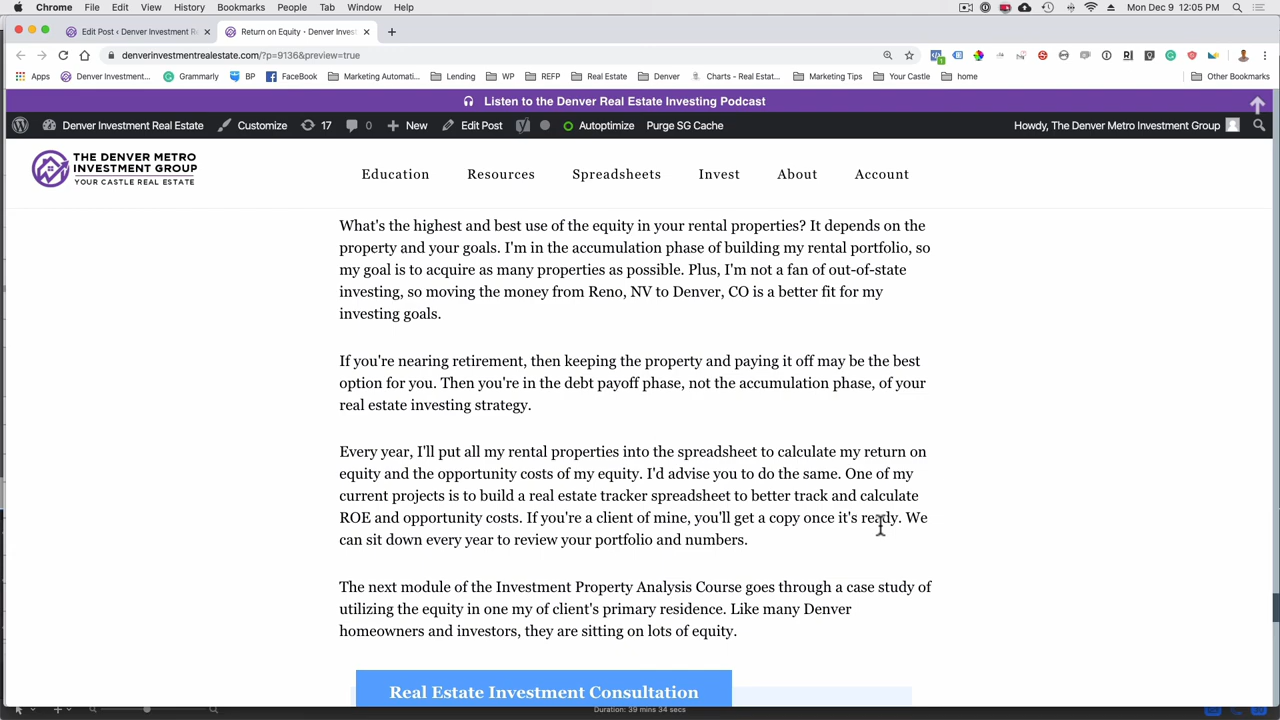 Chrome File Edit View History Bookmarks People Tab Window Help Mon Dec 9 12:05 PM
Edit Post ‹ Denver Investment R Return on Equity - Denver Inves
denverinvestmentrealestate.com/?p=9136&preview=true
Apps Denver Investment... Grammarly BP FaceBook Marketing Automati... Lending WP REFP Real Estate Denver Charts - Real Estat... Marketing Tips Your Castle home Other Bookmarks
Listen to the Denver Real Estate Investing Podcast
Denver Investment Real Estate Customize 17 0 New Edit Post Autoptimize Purge SG Cache Howdy, The Denver Metro Investment Group
THE DENVER METRO
INVESTMENT GROUP
YOUR CASTLE REAL ESTATE
Education Resources Spreadsheets Invest About Account
What's the highest and best use of the equity in your rental properties? It depends on the
property and your goals. I'm in the accumulation phase of building my rental portfolio, so
my goal is to acquire as many properties as possible. Plus, I'm not a fan of out-of-state
investing, so moving the money from Reno, NV to Denver, CO is a better fit for my
investing goals.
If you're nearing retirement, then keeping the property and paying it off may be the best
option for you. Then you're in the debt payoff phase, not the accumulation phase, of your
real estate investing strategy.
Every year, I'll put all my rental properties into the spreadsheet to calculate my return on
equity and the opportunity costs of my equity. I'd advise you to do the same. One of my
current projects is to build a real estate tracker spreadsheet to better track and calculate
ROE and opportunity costs. If you're a client of mine, you'll get a copy once it's ready. We
can sit down every year to review your portfolio and numbers.
The next module of the Investment Property Analysis Course goes through a case study of
utilizing the equity in one my of client's primary residence. Like many Denver
homeowners and investors, they are sitting on lots of equity.
Real Estate Investment Consultation
Duration: 39 mins 34 secs